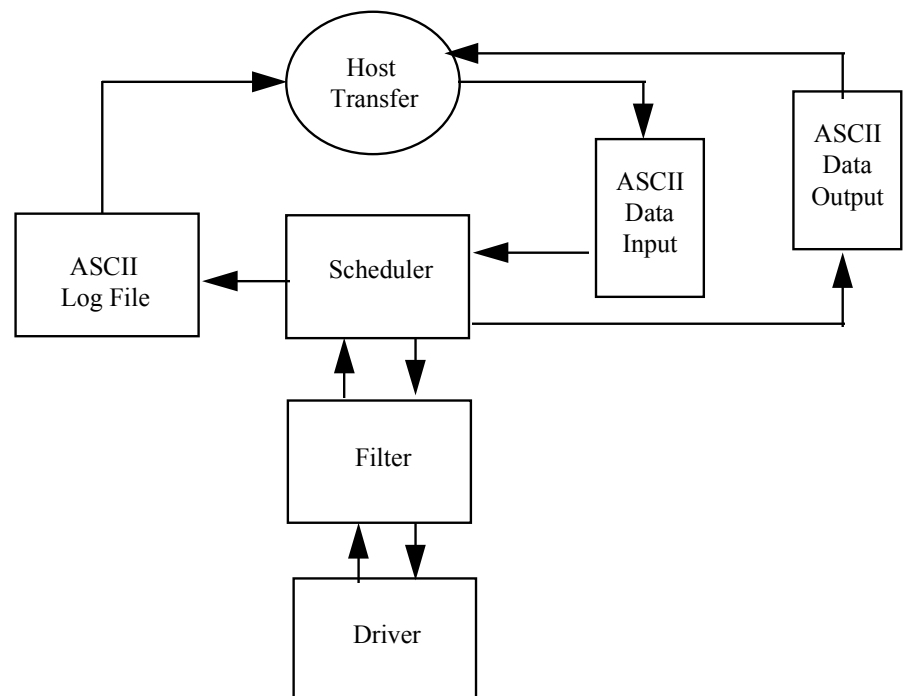 Host
Transfer
ASCII
Data
Output
ASCII
Data
Input
ASCII
Log File
Scheduler
Filter
Driver